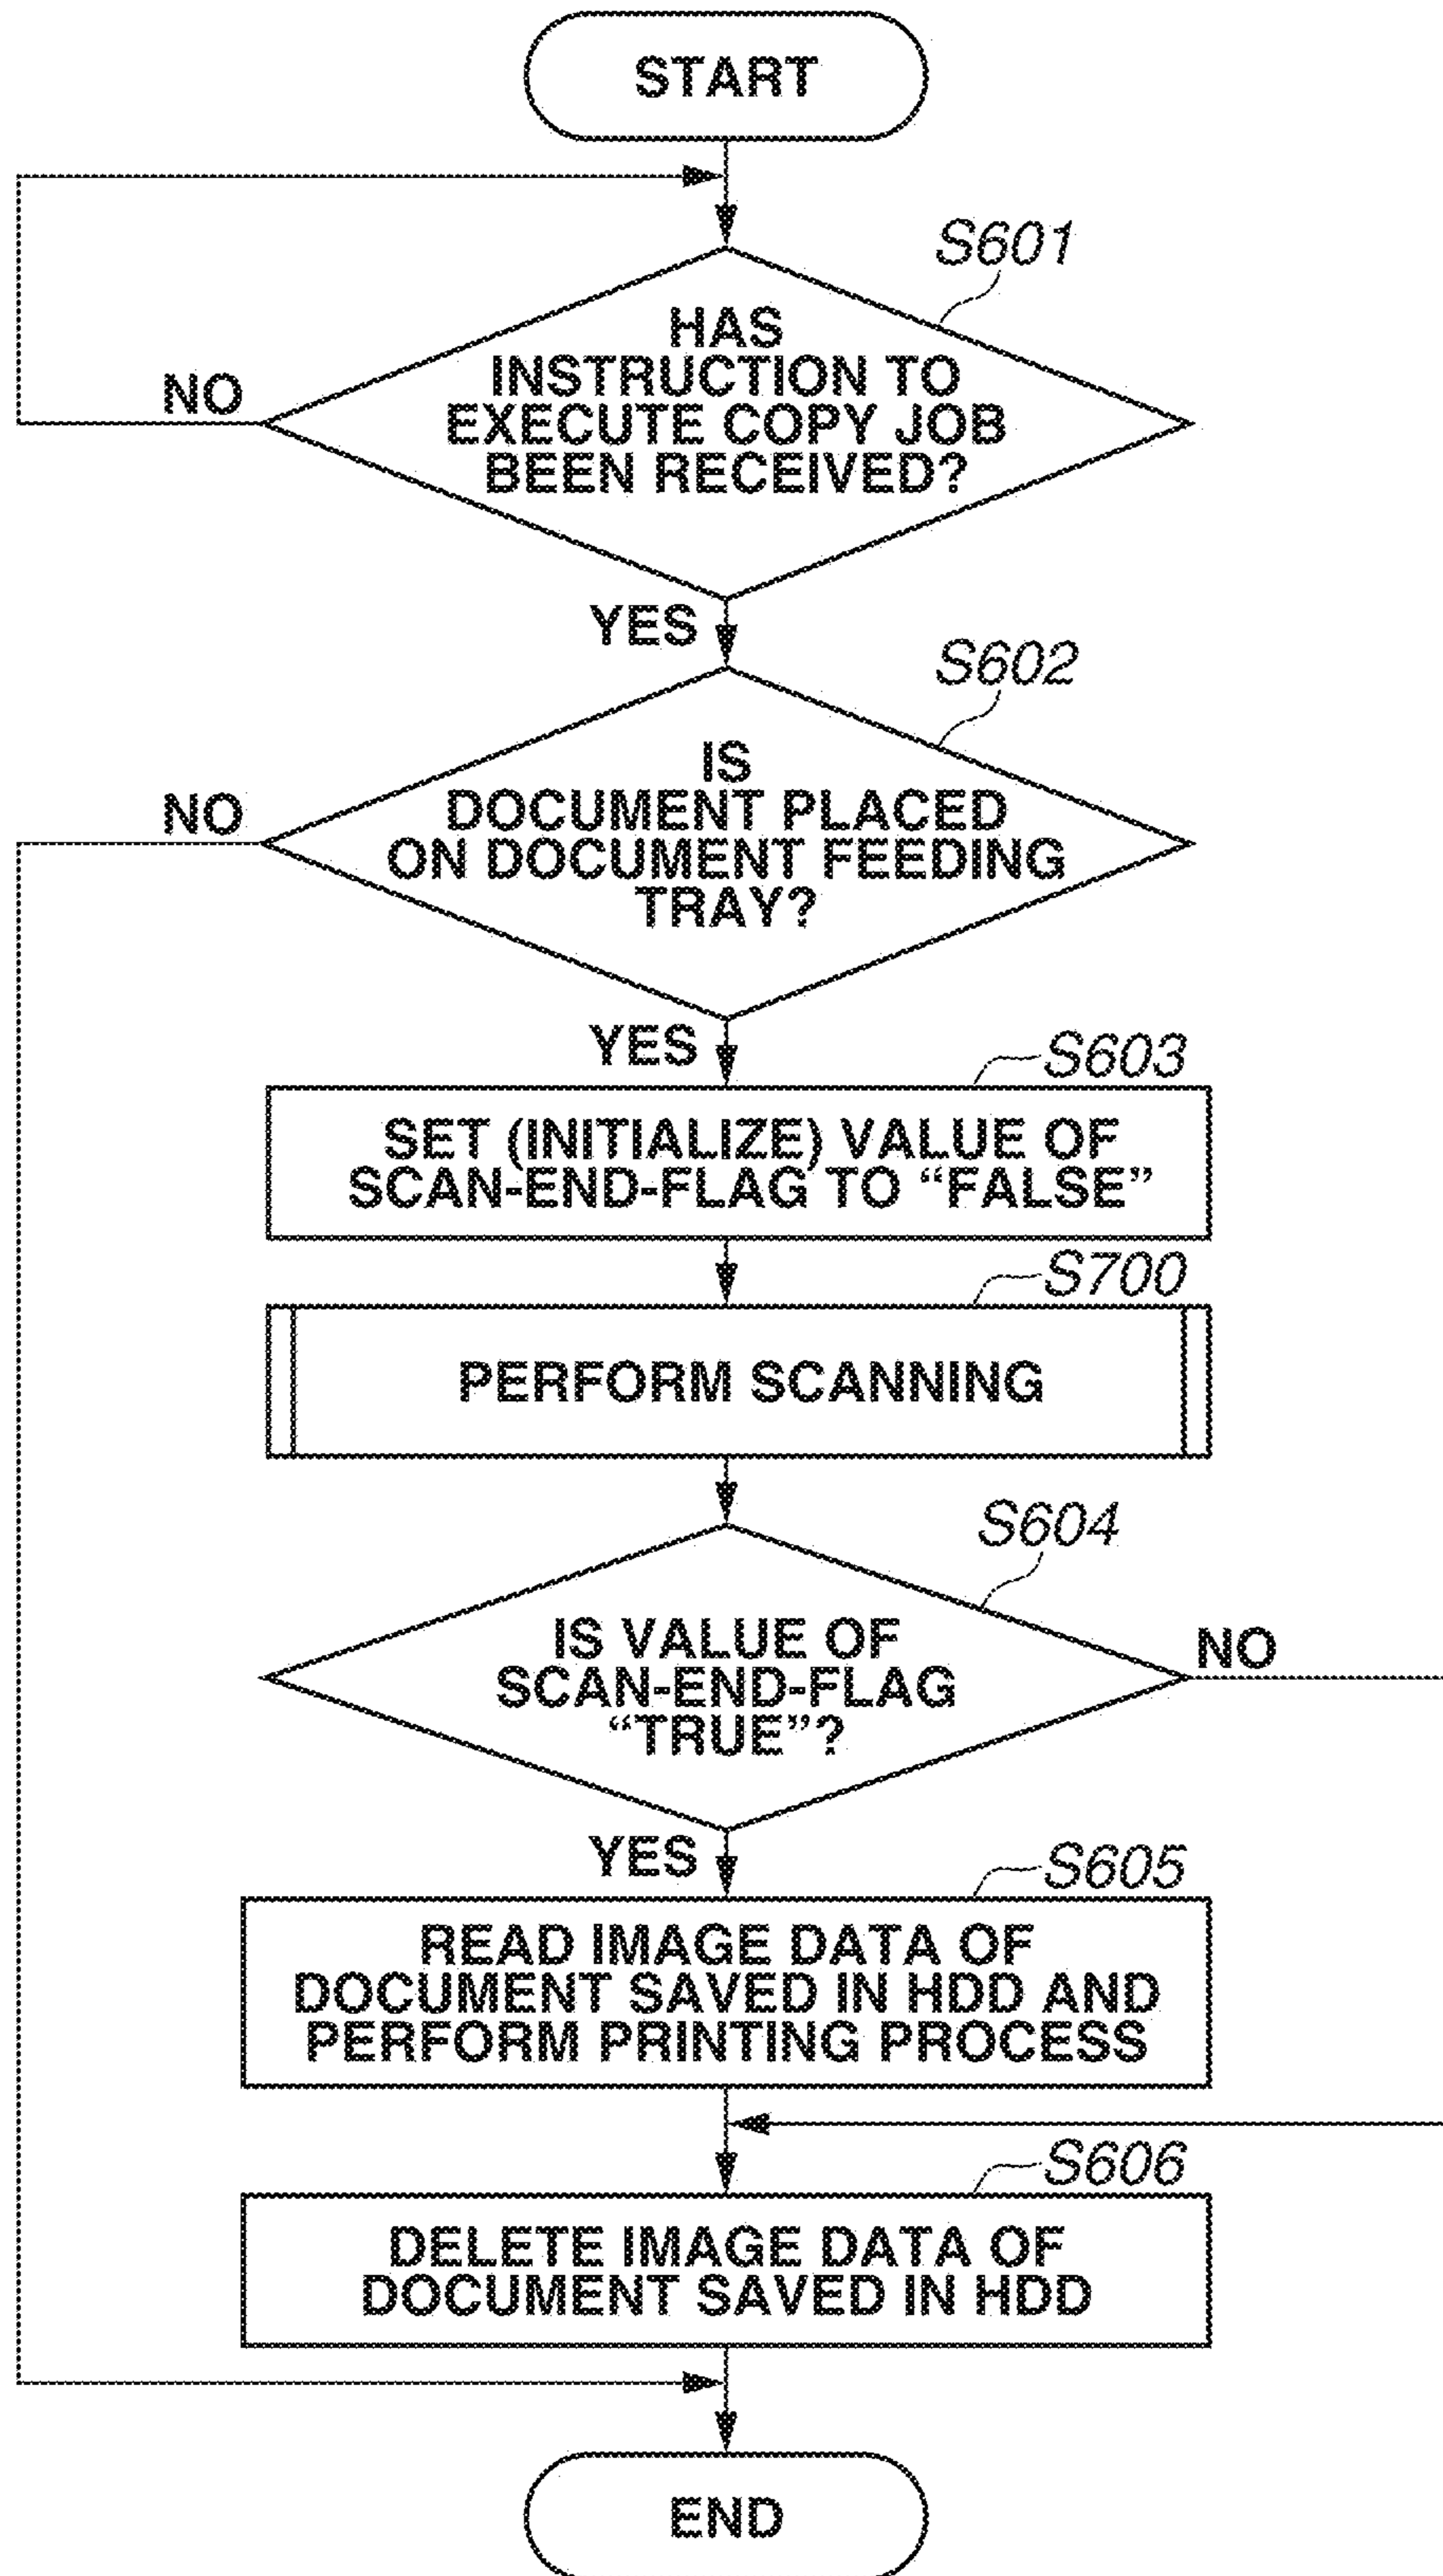 START
S601
HAS
INSTRUCTION TO
EXECUTE COPY JOB
BEEN RECEIVED?
NO
YES
S602
IS
DOCUMENT PLACED
ON DOCUMENT FEEDING
TRAY?
NO
YES
S603
SET (INITIALIZE) VALUE OF
SCAN-END-FLAG TO “FALSE”
S700
PERFORM SCANNING
S604
IS VALUE OF
SCAN-END-FLAG
“TRUE”?
NO
YES
S605
READ IMAGE DATA OF
DOCUMENT SAVED IN HDD AND
PERFORM PRINTING PROCESS
S606
DELETE IMAGE DATA OF
DOCUMENT SAVED IN HDD
END